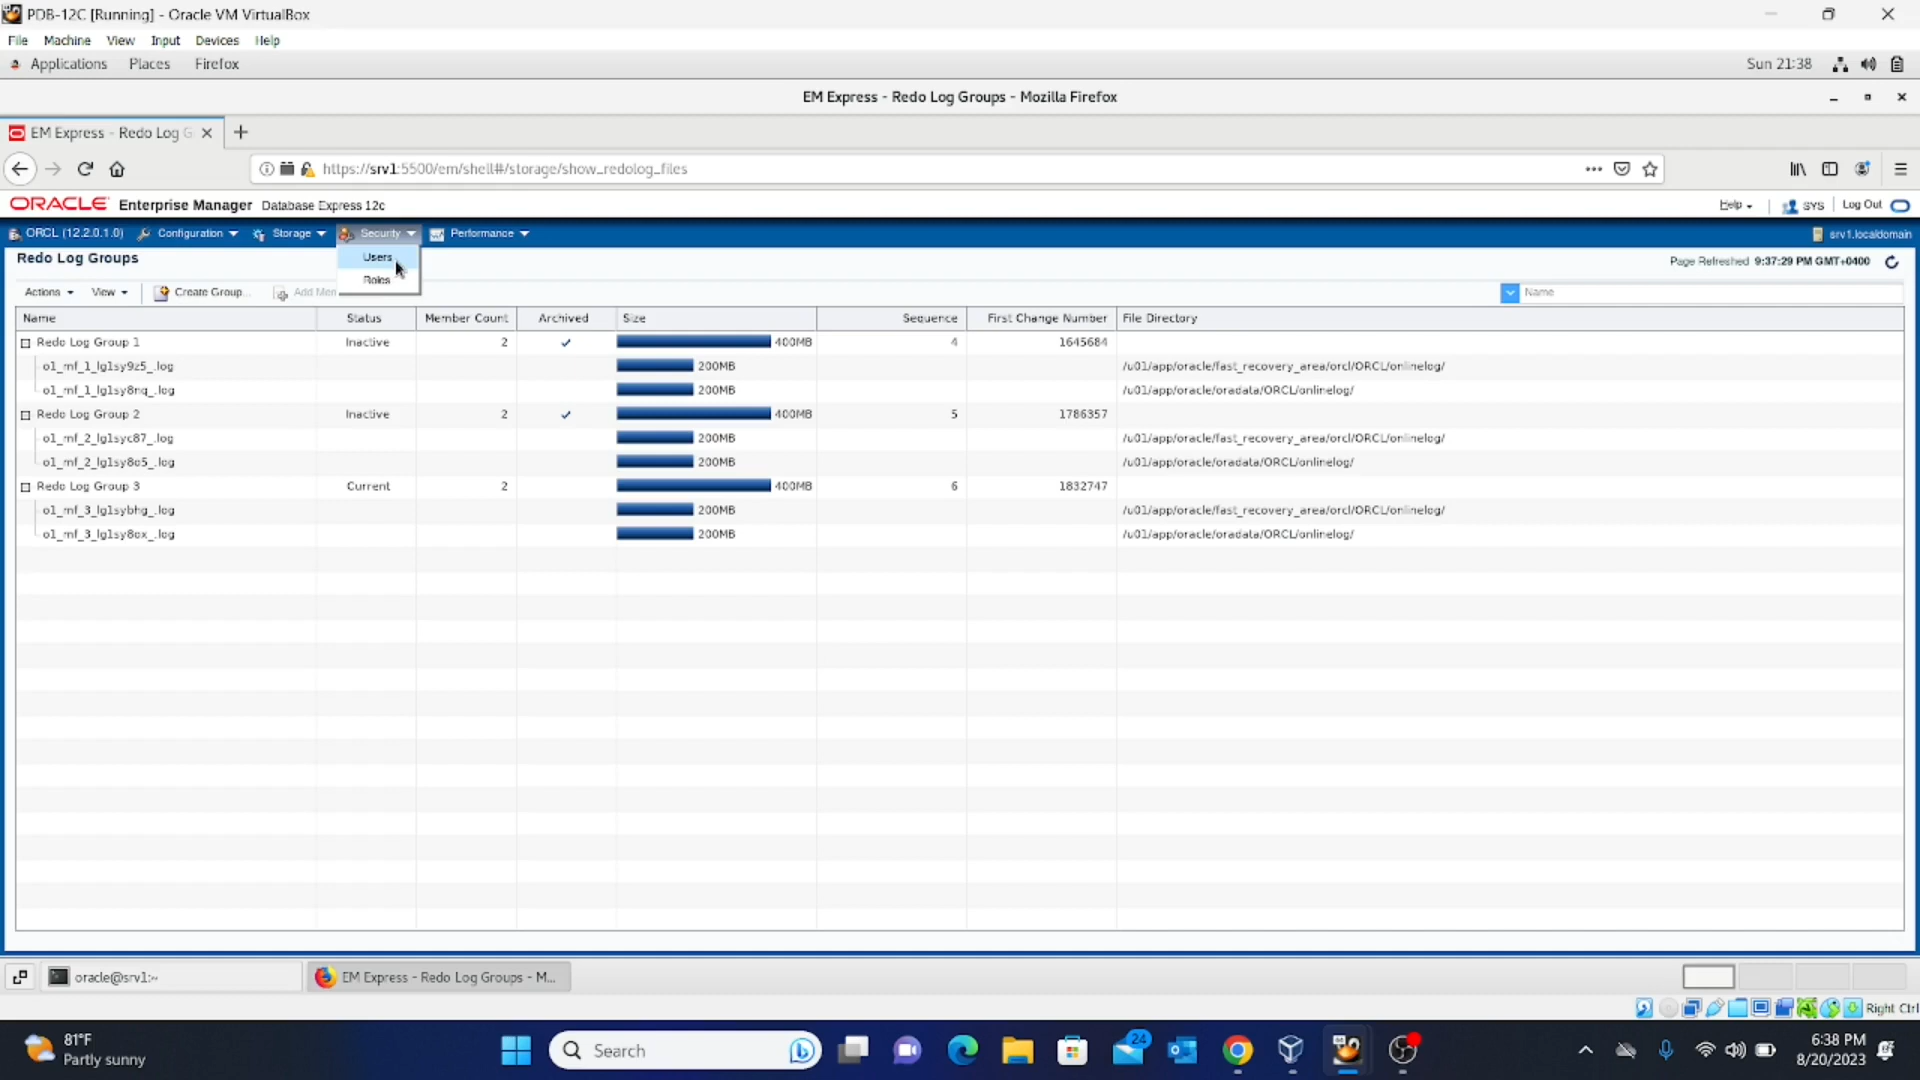 PDB-12C [Running] - Oracle VM VirtualBox
File Machine View Input Devices Help
Applications Places Firefox
Sun 21:38
EM Express - Redo Log Groups - Mozilla Firefox
EM Express - Redo Log G
https://srv1:5500/em/shell#/storage/show_redolog_files
ORACLE Enterprise Manager Database Express 12c
Help SYS Log Out
ORCL (12.2.0.1.0) Configuration Storage Security Performance
srv1.localdomain
Redo Log Groups
Users
Page Refreshed 9:37:29 PM GMT+0400
Roles
Actions View Create Group... Add Mem
Name
Name Status Member Count Archived Size Sequence First Change Number File Directory
Redo Log Group 1 Inactive 2 400MB 4 1645684
o1_mf_1_lg1sy9z5_.log 200MB /u01/app/oracle/fast_recovery_area/orcl/ORCL/onlinelog/
o1_mf_1_lg1sy8nq_.log 200MB /u01/app/oracle/oradata/ORCL/onlinelog/
Redo Log Group 2 Inactive 2 400MB 5 1786357
o1_mf_2_lg1syc87_.log 200MB /u01/app/oracle/fast_recovery_area/orcl/ORCL/onlinelog/
o1_mf_2_lg1sy8o5_.log 200MB /u01/app/oracle/oradata/ORCL/onlinelog/
Redo Log Group 3 Current 2 400MB 6 1832747
o1_mf_3_lg1sybhg_.log 200MB /u01/app/oracle/fast_recovery_area/orcl/ORCL/onlinelog/
o1_mf_3_lg1sy8ox_.log 200MB /u01/app/oracle/oradata/ORCL/onlinelog/
oracle@srv1:~
EM Express - Redo Log Groups - M...
Right Ctrl
81°F
Partly sunny
Search
24
6:38 PM
8/20/2023